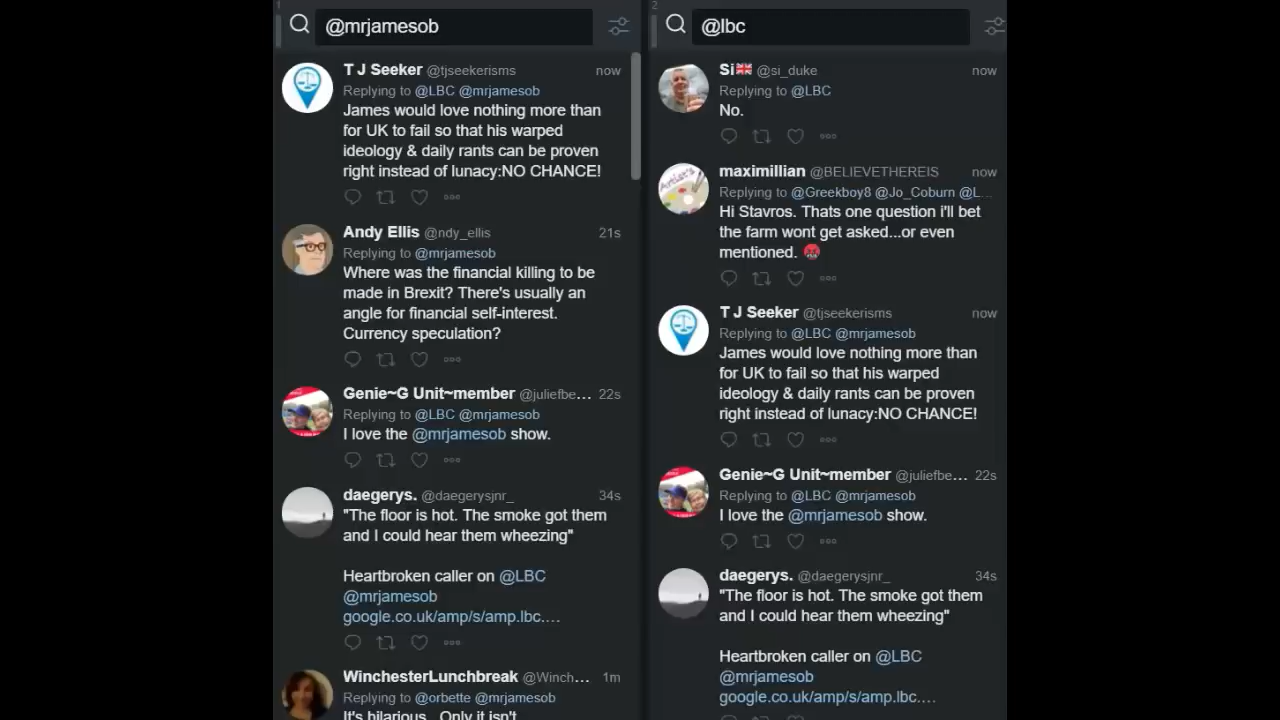 1
@mrjamesob
T J Seeker @tjseekerisms now
Replying to @LBC @mrjamesob
James would love nothing more than
for UK to fail so that his warped
ideology & daily rants can be proven
right instead of lunacy:NO CHANCE!
Andy Ellis @ndy_ellis 21s
Replying to @mrjamesob
Where was the financial killing to be
made in Brexit? There's usually an
angle for financial self-interest.
Currency speculation?
Genie~G Unit~member @juliefbe... 22s
Replying to @LBC @mrjamesob
I love the @mrjamesob show.
daegerys. @daegerysjnr_ 34s
"The floor is hot. The smoke got them
and I could hear them wheezing"
Heartbroken caller on @LBC
@mrjamesob
google.co.uk/amp/s/amp.lbc.…
WinchesterLunchbreak @Winch... 1m
Replying to @orbette @mrjamesob
It's hilarious. Only it isn't
2
@lbc
Si @si_duke now
Replying to @LBC
No.
maximillian @BELIEVETHEREIS now
Replying to @Greekboy8 @Jo_Coburn @L...
Hi Stavros. Thats one question i'll bet
the farm wont get asked...or even
mentioned.
T J Seeker @tjseekerisms now
Replying to @LBC @mrjamesob
James would love nothing more than
for UK to fail so that his warped
ideology & daily rants can be proven
right instead of lunacy:NO CHANCE!
Genie~G Unit~member @juliefbe... 22s
Replying to @LBC @mrjamesob
I love the @mrjamesob show.
daegerys. @daegerysjnr_ 34s
"The floor is hot. The smoke got them
and I could hear them wheezing"
Heartbroken caller on @LBC
@mrjamesob
google.co.uk/amp/s/amp.lbc.…